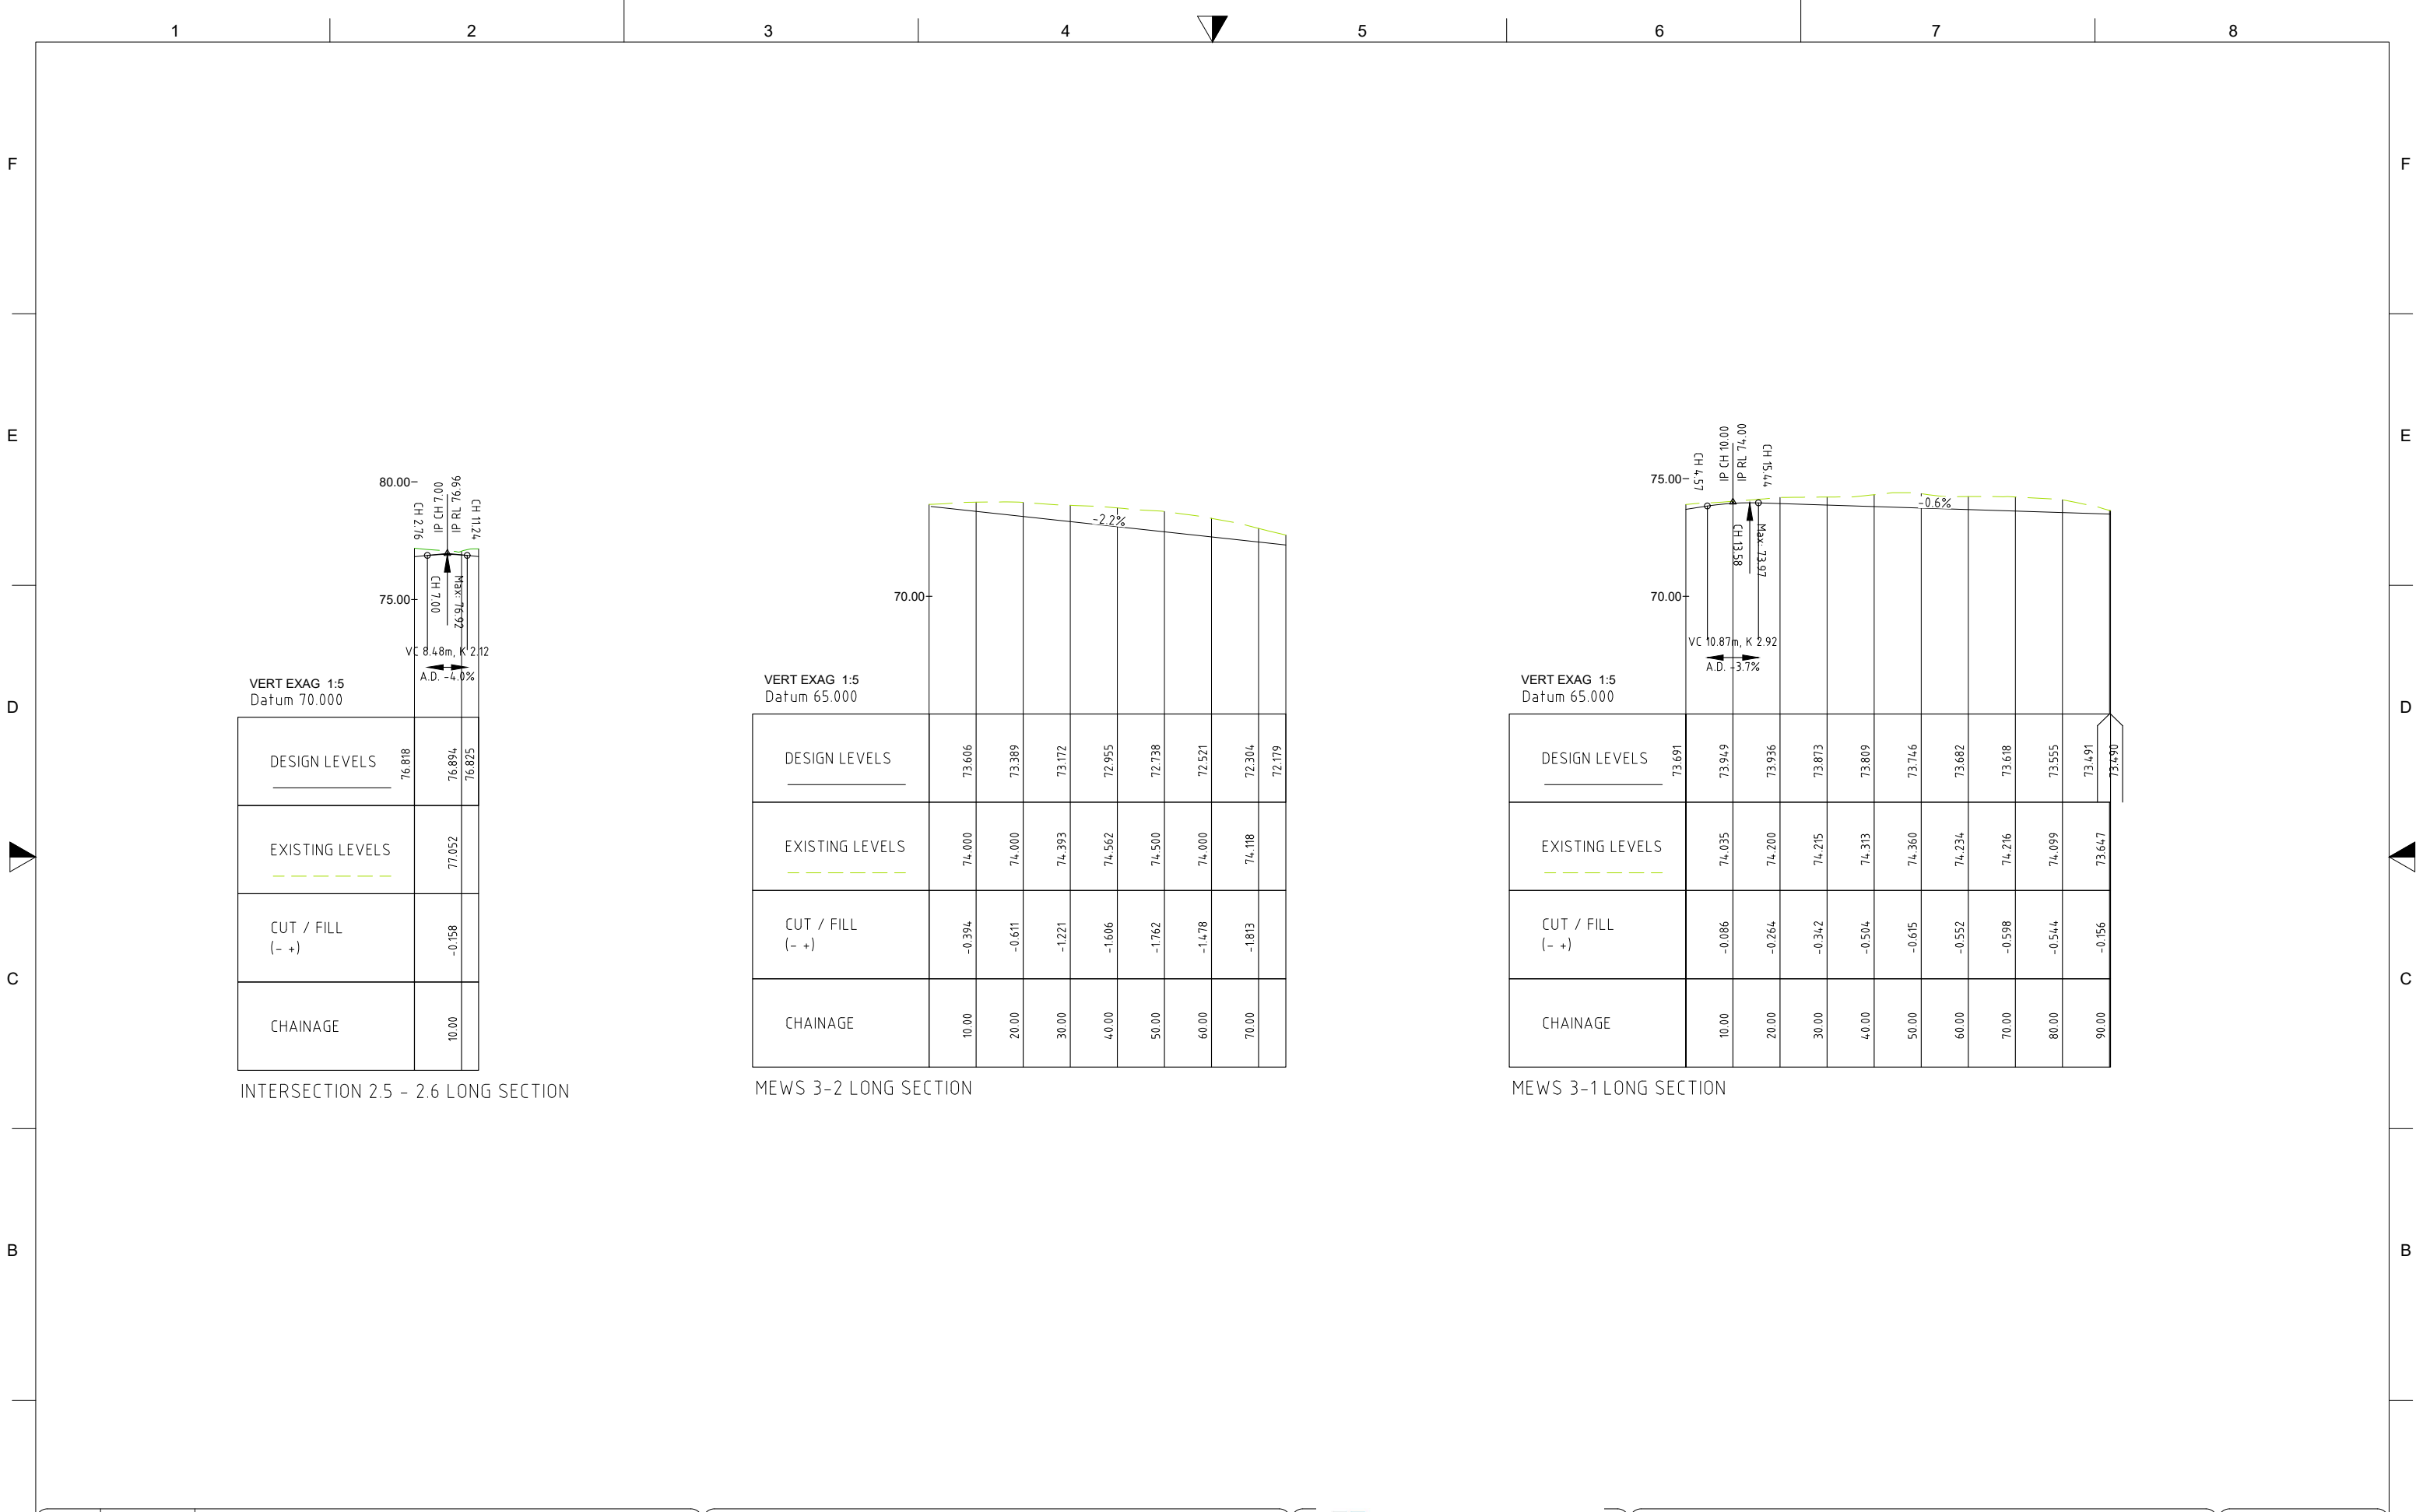 1 2 3 4 5 6 7 8
F F
E E
D D
C C
B B
80.00
75.00
CH 2.76
IP CH 7.00
IP RL 76.96
CH 11.24
CH 7.00
Max: 76.92
VC 8.48m, K 2.12
A.D. -4.0%
VERT EXAG 1:5
Datum 70.000
DESIGN LEVELS 76.818 76.894 76.825
EXISTING LEVELS 77.052
CUT / FILL -0.158
(- +)
CHAINAGE 10.00
INTERSECTION 2.5 - 2.6 LONG SECTION
70.00
-2.2%
VERT EXAG 1:5
Datum 65.000
DESIGN LEVELS 73.606 73.389 73.172 72.955 72.738 72.521 72.304 72.179
EXISTING LEVELS 74.000 74.000 74.393 74.562 74.500 74.000 74.118
CUT / FILL -0.394 -0.611 -1.221 -1.606 -1.762 -1.478 -1.813
(- +)
CHAINAGE 10.00 20.00 30.00 40.00 50.00 60.00 70.00
MEWS 3-2 LONG SECTION
75.00
70.00
CH 4.57
IP CH 10.00
IP RL 74.00
CH 15.44
CH 13.58
Max: 73.97
-0.6%
VC 10.87m, K 2.92
A.D. -3.7%
VERT EXAG 1:5
Datum 65.000
DESIGN LEVELS 73.691 73.949 73.936 73.873 73.809 73.746 73.682 73.618 73.555 73.491 73.490
EXISTING LEVELS 74.035 74.200 74.215 74.313 74.360 74.234 74.216 74.099 73.647
CUT / FILL -0.086 -0.264 -0.342 -0.504 -0.615 -0.552 -0.598 -0.544 -0.156
(- +)
CHAINAGE 10.00 20.00 30.00 40.00 50.00 60.00 70.00 80.00 90.00
MEWS 3-1 LONG SECTION